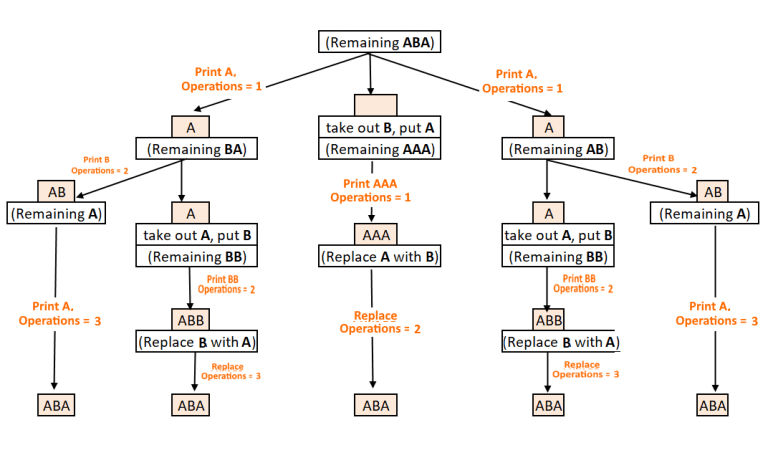 (Remaining ABA)
Print A,
Operations = 1
Print A,
Operations = 1
A
(Remaining BA)
take out B, put A
(Remaining AAA)
A
(Remaining AB)
Print B
Operations = 2
Print AAA
Operations = 1
Print B
Operations = 2
AB
(Remaining A)
A
take out A, put B
(Remaining BB)
AAA
(Replace A with B)
A
take out A, put B
(Remaining BB)
AB
(Remaining A)
Print BB
Operations = 2
Print BB
Operations = 2
Print A,
Operations = 3
ABB
(Replace B with A)
Replace
Operations = 2
ABB
(Replace B with A)
Print A,
Operations = 3
Replace
Operations = 3
Replace
Operations = 3
ABA
ABA
ABA
ABA
ABA